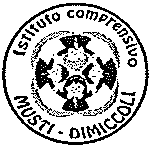 Istituto comprensivo
MUSTI - DIMICCOLI